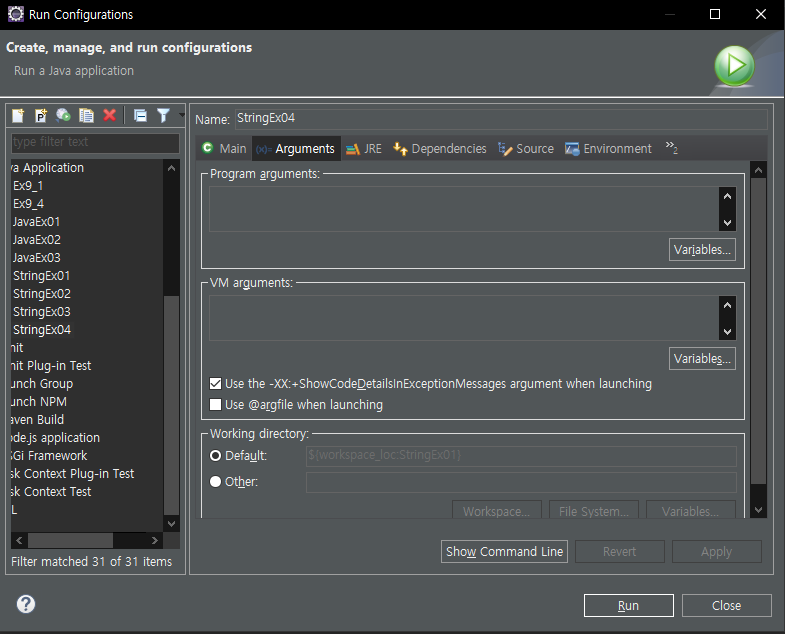 Run Configurations
Create, manage, and run configurations
Run a Java application
type filter text
va Application
Ex9_1
Ex9_4
JavaEx01
JavaEx02
JavaEx03
StringEx01
StringEx02
StringEx03
StringEx04
nit
nit Plug-in Test
unch Group
unch NPM
aven Build
ode.js application
SGi Framework
sk Context Plug-in Test
sk Context Test
L
Filter matched 31 of 31 items
Name: StringEx04
Main (x)= Arguments JRE Dependencies Source Environment »2
Program arguments:
Variables...
VM arguments:
Variables...
Use the -XX:+ShowCodeDetailsInExceptionMessages argument when launching
Use @argfile when launching
Working directory:
Default: ${workspace_loc:StringEx01}
Other:
Workspace... File System... Variables...
Show Command Line Revert Apply
Run Close